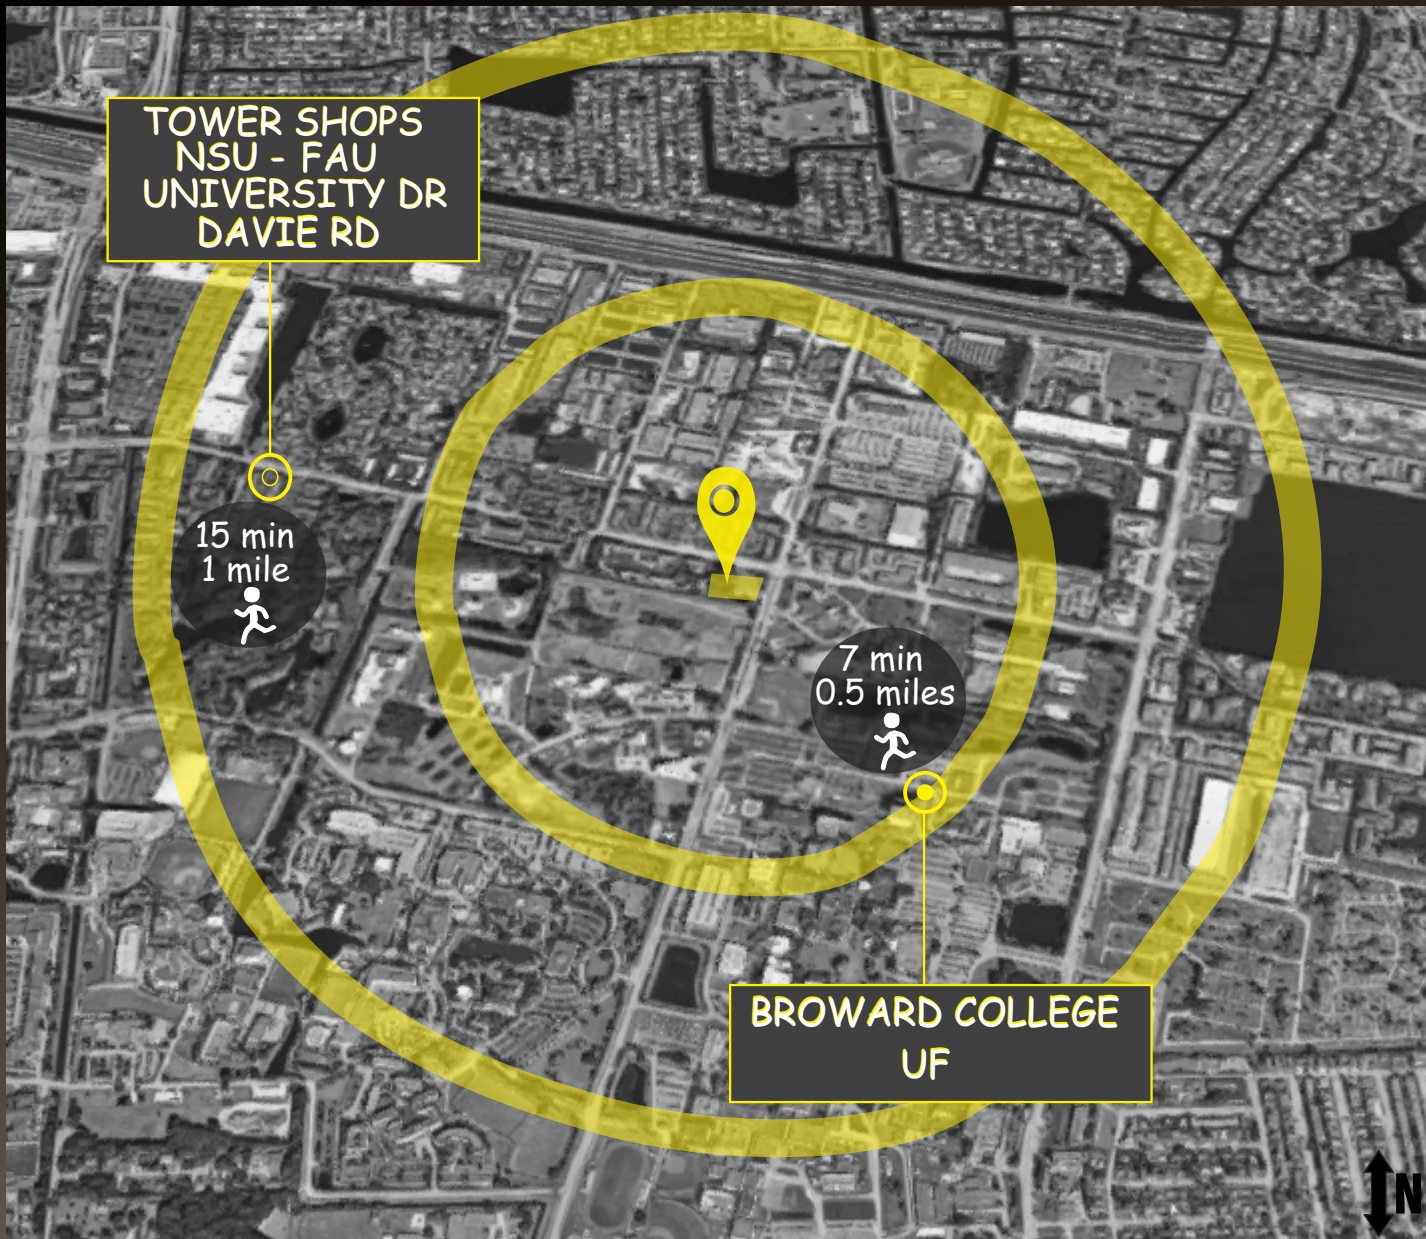 TOWER SHOPS
NSU - FAU
UNIVERSITY DR
DAVIE RD
15 min
1 mile
7 min
0.5 miles
BROWARD COLLEGE
UF
N